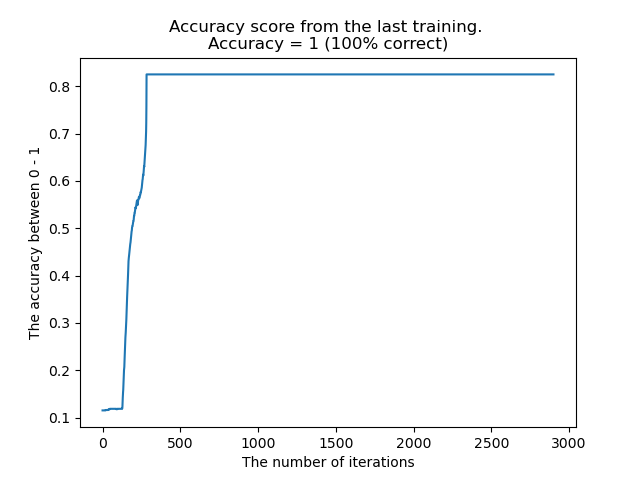 Accuracy score from the last training.
Accuracy = 1 (100% correct)
0.8
0.7
0.6
0.5
0.4
0.3
0.2
0.1
The accuracy between 0 - 1
0 500 1000 1500 2000 2500 3000
The number of iterations